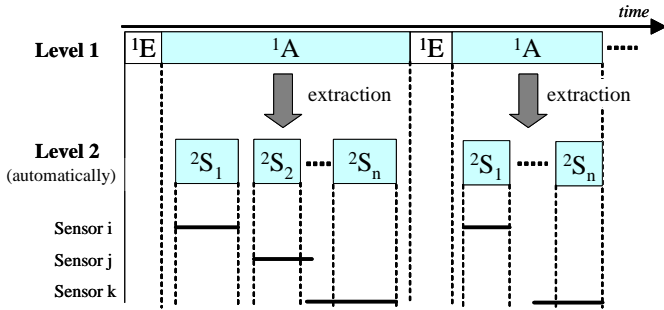 time
Level 1 ¹E ¹A ¹E ¹A
extraction extraction
Level 2 ²S₁ ²S₂ ²Sₙ ²S₁ ²Sₙ
(automatically)
Sensor i
Sensor j
Sensor k